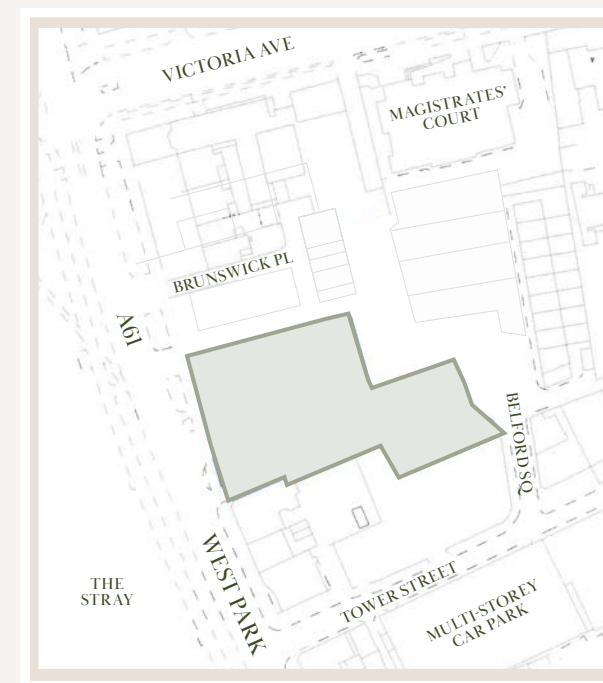 VICTORIA AVE
MAGISTRATES'
COURT
BRUNSWICK PL
A61
BELFORD SQ
WEST PARK
THE
STRAY
TOWER STREET
MULTI-STOREY
CAR PARK